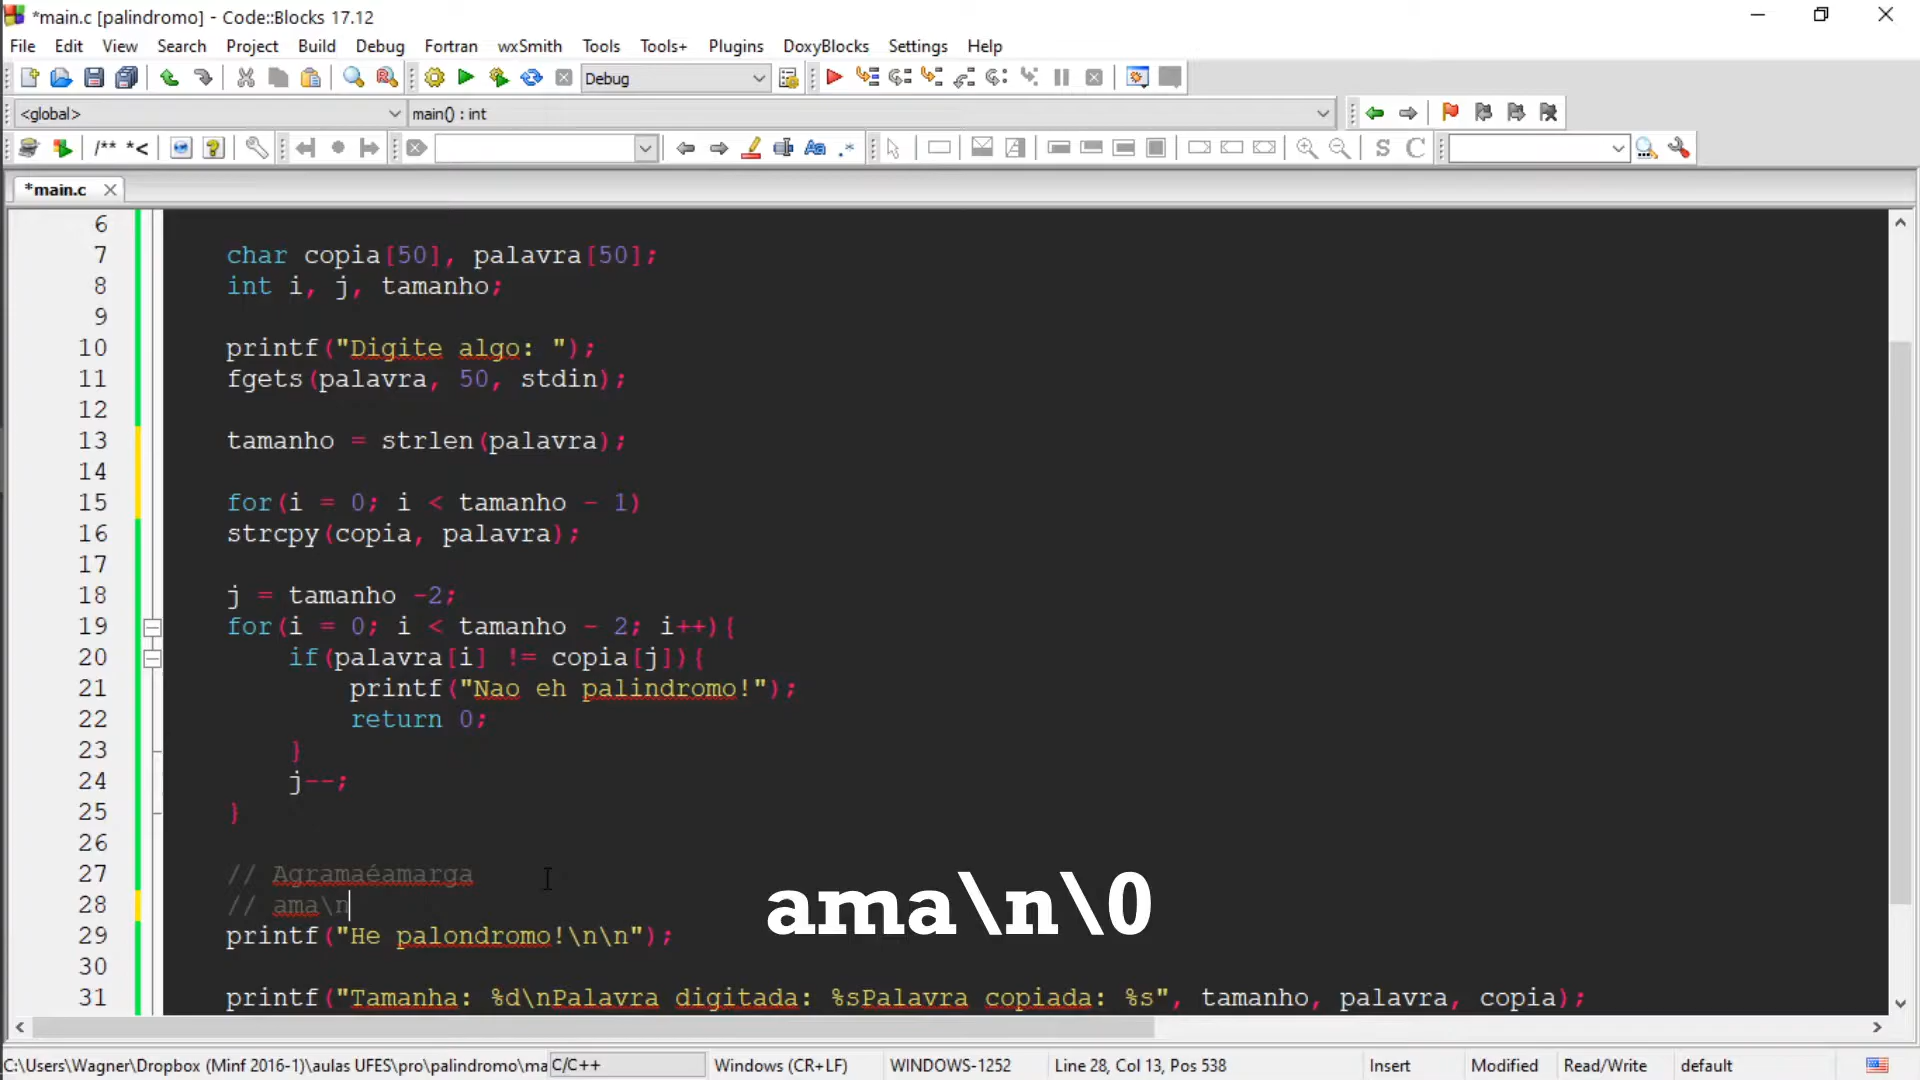 *main.c [palindromo] - Code::Blocks 17.12
File Edit View Search Project Build Debug Fortran wxSmith Tools Tools+ Plugins DoxyBlocks Settings Help
Debug
<global> main() : int
/** *<
Aa .* S C
*main.c
6
7 char copia[50], palavra[50];
8 int i, j, tamanho;
9
10 printf("Digite algo: ");
11 fgets(palavra, 50, stdin);
12
13 tamanho = strlen(palavra);
14
15 for(i = 0; i < tamanho - 1)
16 strcpy(copia, palavra);
17
18 j = tamanho -2;
19 for(i = 0; i < tamanho - 2; i++){
20 if(palavra[i] != copia[j]){
21 printf("Nao eh palindromo!");
22 return 0;
23 }
24 j--;
25 }
26
27 // Agramaéamarga
28 // ama\n
ama\n\0
29 printf("He palondromo!\n\n");
30
31 printf("Tamanha: %d\nPalavra digitada: %sPalavra copiada: %s", tamanho, palavra, copia);
C:\Users\Wagner\Dropbox (Minf 2016-1)\aulas UFES\pro\palindromo\ma C/C++ Windows (CR+LF) WINDOWS-1252 Line 28, Col 13, Pos 538 Insert Modified Read/Write default